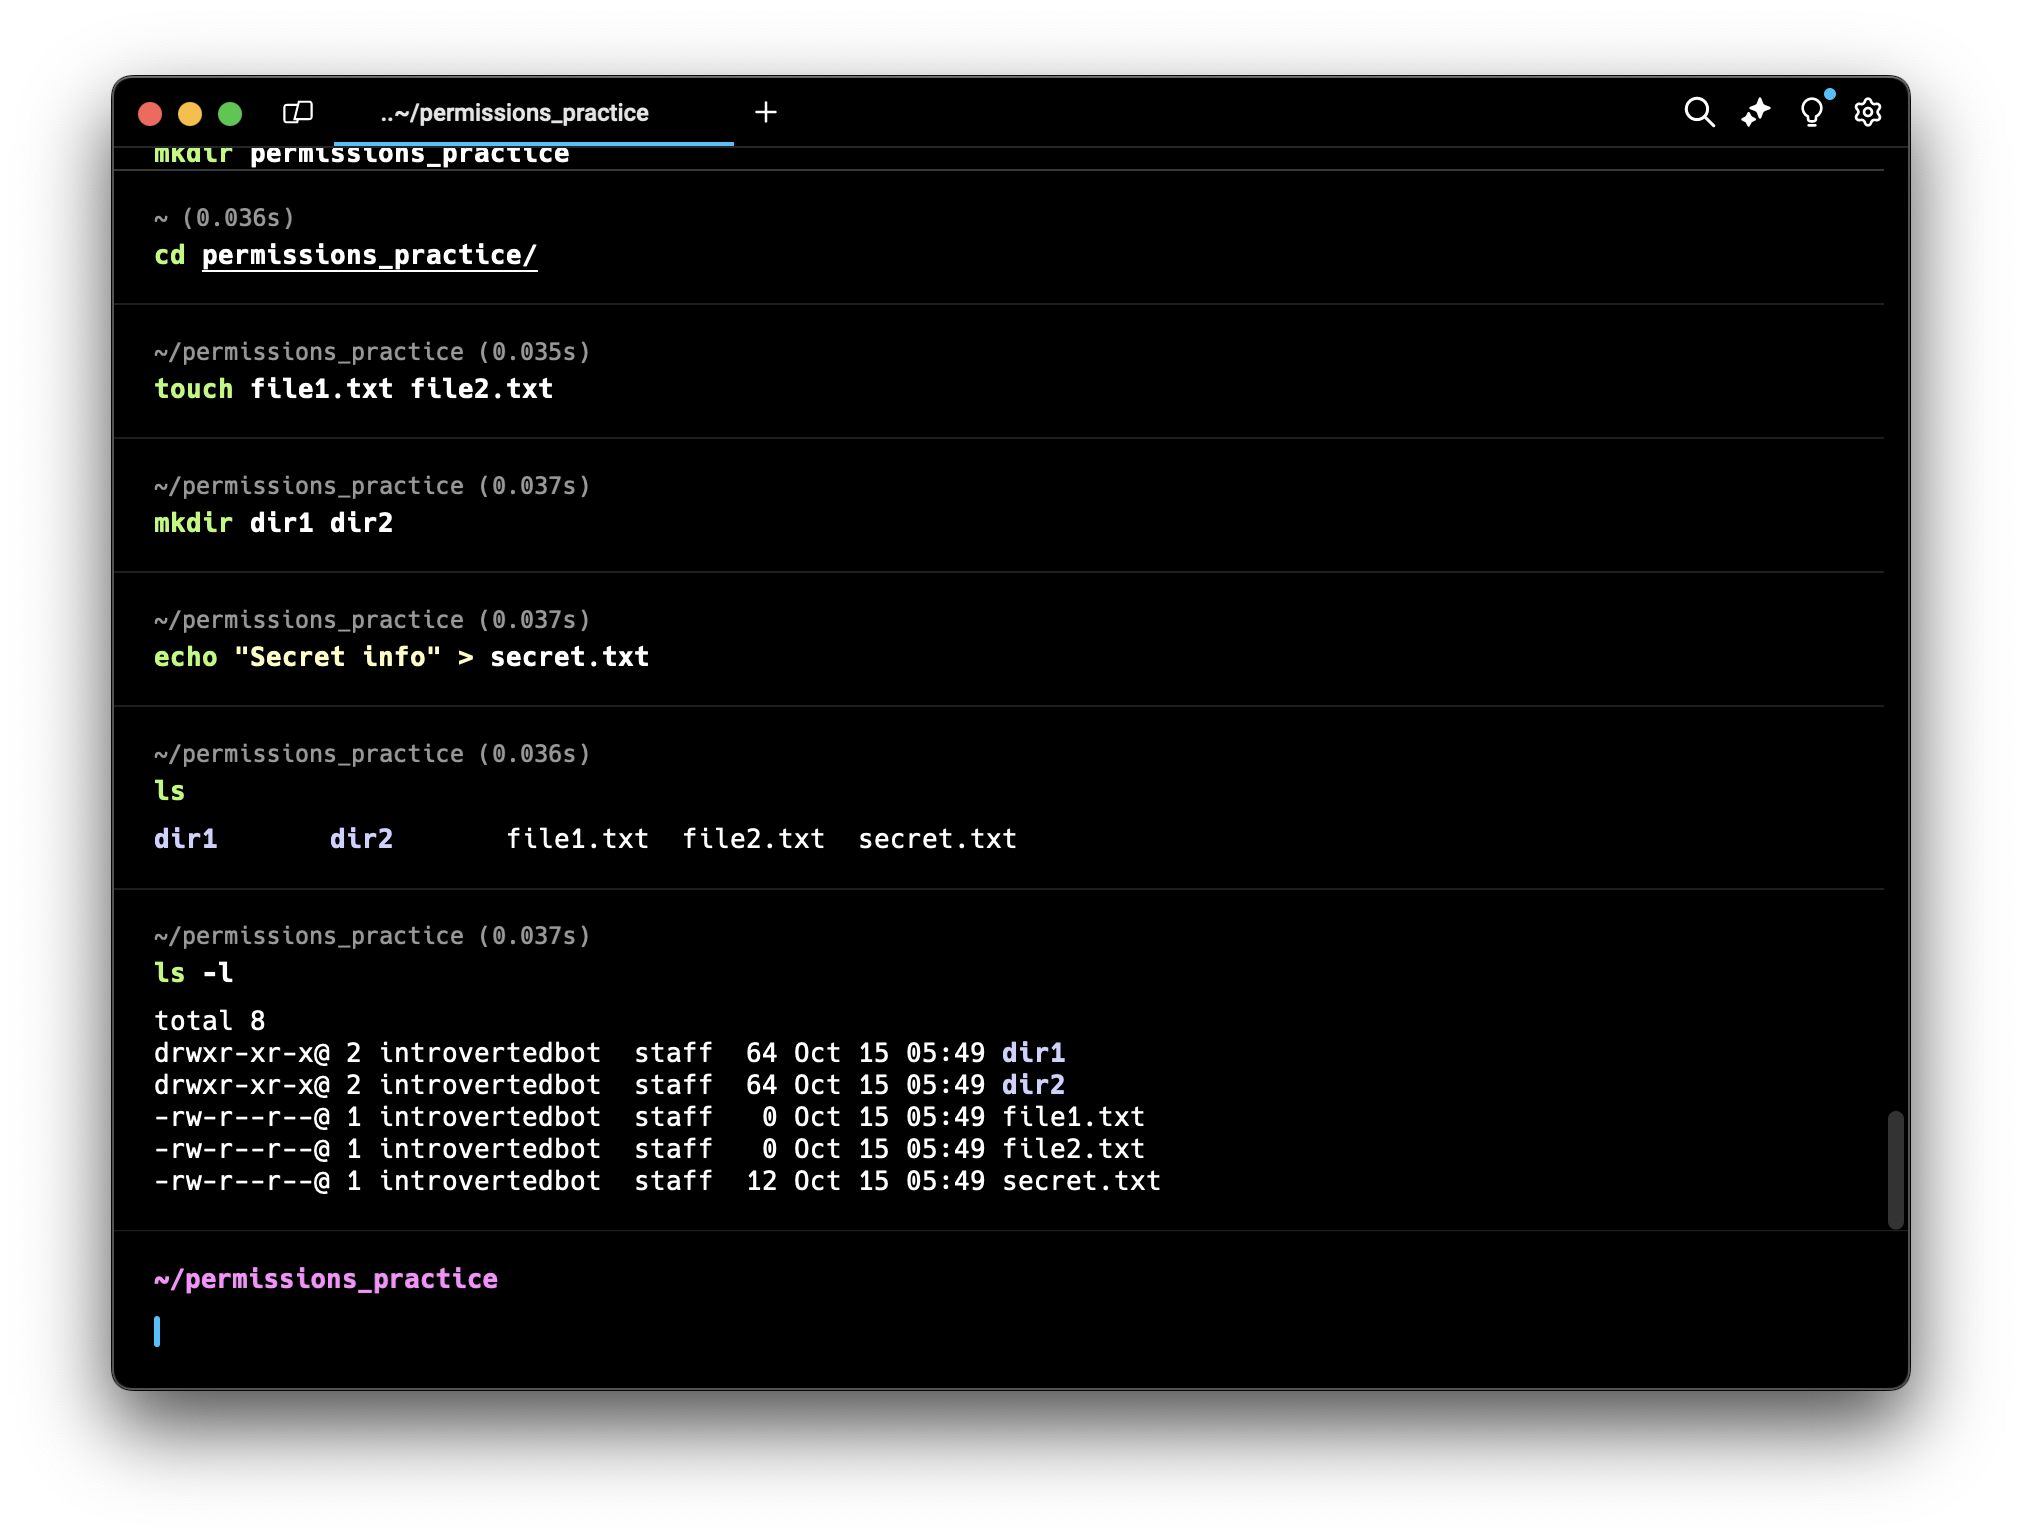 ..~/permissions_practice
mkdir permissions_practice
~ (0.036s)
cd permissions_practice/
~/permissions_practice (0.035s)
touch file1.txt file2.txt
~/permissions_practice (0.037s)
mkdir dir1 dir2
~/permissions_practice (0.037s)
echo "Secret info" > secret.txt
~/permissions_practice (0.036s)
ls
dir1       dir2       file1.txt  file2.txt  secret.txt
~/permissions_practice (0.037s)
ls -l
total 8
drwxr-xr-x@ 2 introvertedbot  staff  64 Oct 15 05:49 dir1
drwxr-xr-x@ 2 introvertedbot  staff  64 Oct 15 05:49 dir2
-rw-r--r--@ 1 introvertedbot  staff   0 Oct 15 05:49 file1.txt
-rw-r--r--@ 1 introvertedbot  staff   0 Oct 15 05:49 file2.txt
-rw-r--r--@ 1 introvertedbot  staff  12 Oct 15 05:49 secret.txt
~/permissions_practice